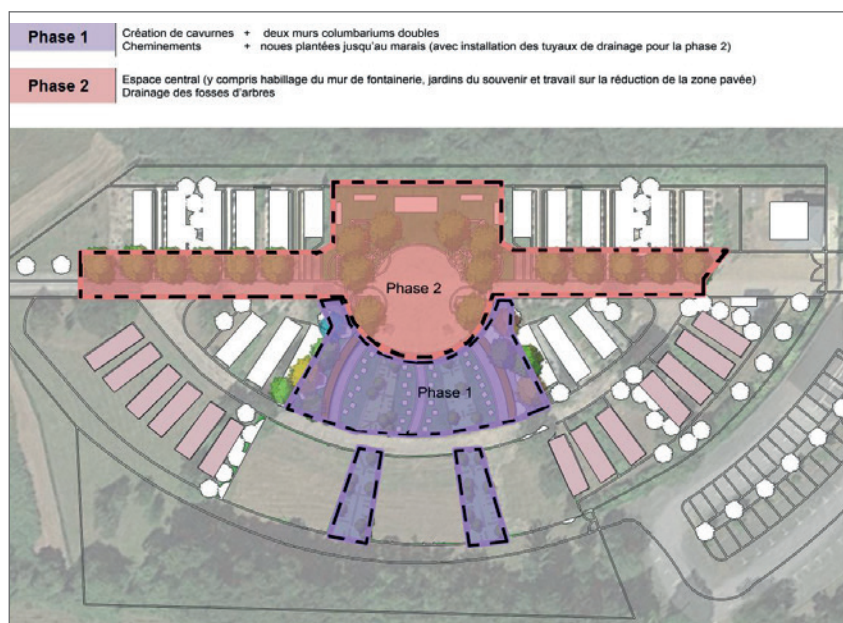 Phase 1
Création de cavurnes + deux murs columbariums doubles
Cheminements + noues plantées jusqu'au marais (avec installation des tuyaux de drainage pour la phase 2)
Phase 2
Espace central (y compris habillage du mur de fontainerie, jardins du souvenir et travail sur la réduction de la zone pavée)
Drainage des fosses d'arbres
Phase 2
Phase 1